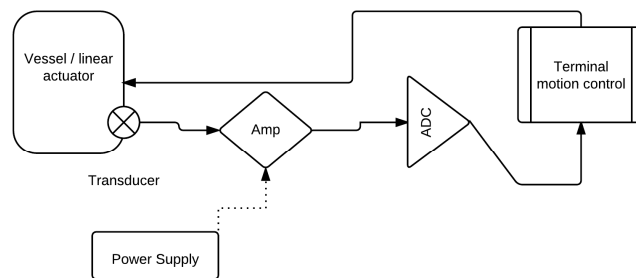 Vessel / linear
actuator
Terminal
motion control
Amp
ADC
Transducer
Power Supply